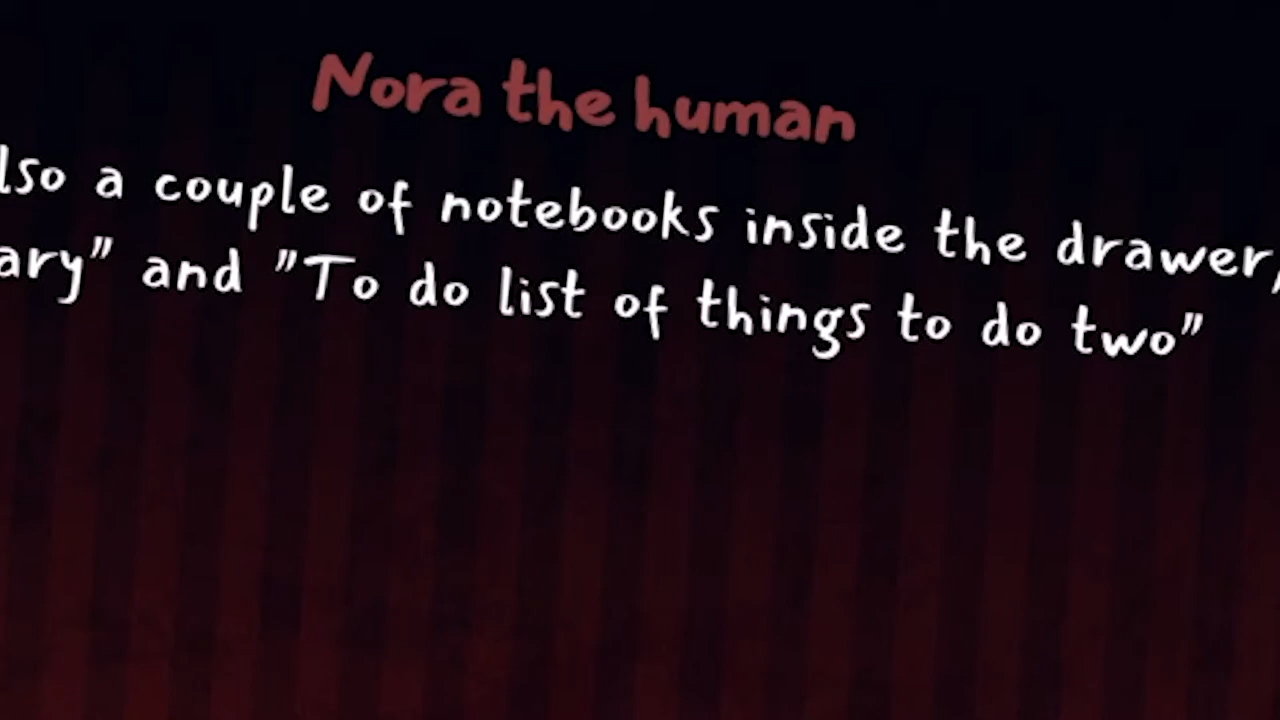 Nora the human
lso a couple of notebooks inside the drawer,
ary" and "To do list of things to do two"